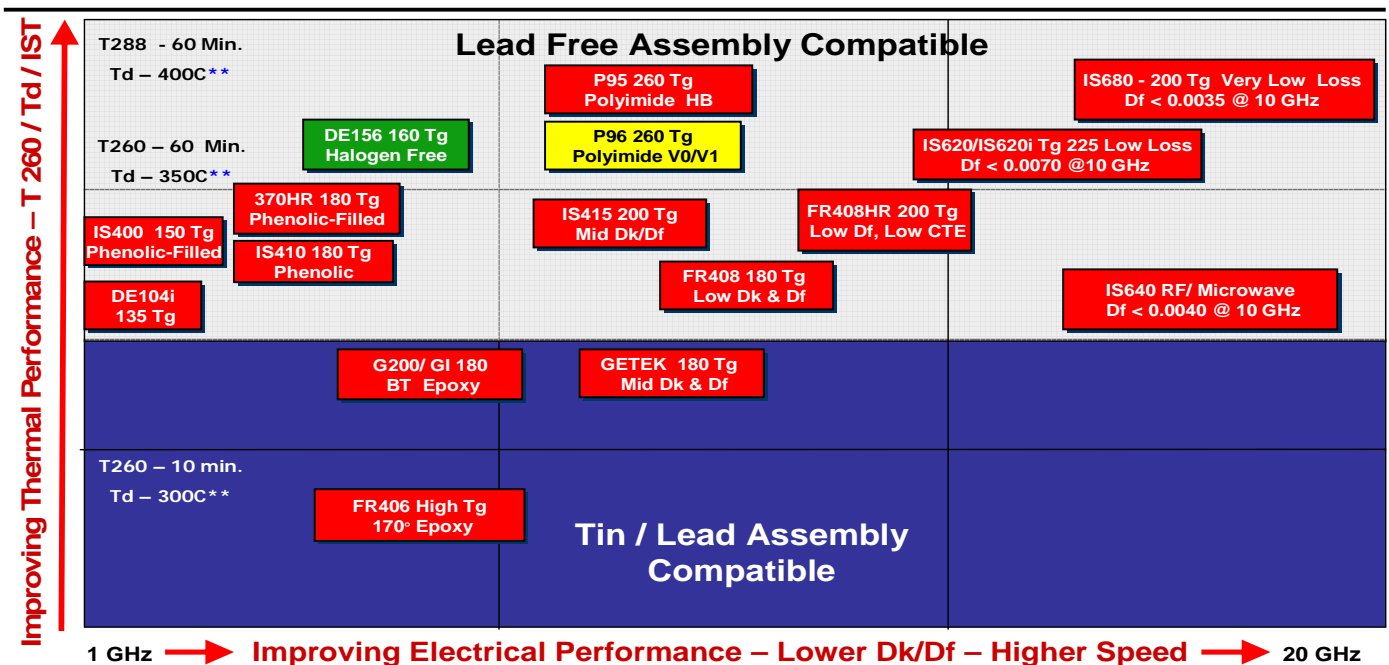 Improving Thermal Performance – T 260 / Td / IST
Lead Free Assembly Compatible
T288 - 60 Min.
Td – 400C**
P95 260 Tg
Polyimide HB
IS680 - 200 Tg Very Low Loss
Df < 0.0035 @ 10 GHz
T260 – 60 Min.
Td – 350C**
DE156 160 Tg
Halogen Free
P96 260 Tg
Polyimide V0/V1
IS620/IS620i Tg 225 Low Loss
Df < 0.0070 @10 GHz
370HR 180 Tg
Phenolic-Filled
IS400 150 Tg
Phenolic-Filled
IS410 180 Tg
Phenolic
IS415 200 Tg
Mid Dk/Df
FR408HR 200 Tg
Low Df, Low CTE
FR408 180 Tg
Low Dk & Df
DE104i
135 Tg
IS640 RF/ Microwave
Df < 0.0040 @ 10 GHz
G200/ GI 180
BT Epoxy
GETEK 180 Tg
Mid Dk & Df
T260 – 10 min.
Td – 300C**
FR406 High Tg
170° Epoxy
Tin / Lead Assembly
Compatible
1 GHz Improving Electrical Performance – Lower Dk/Df – Higher Speed 20 GHz